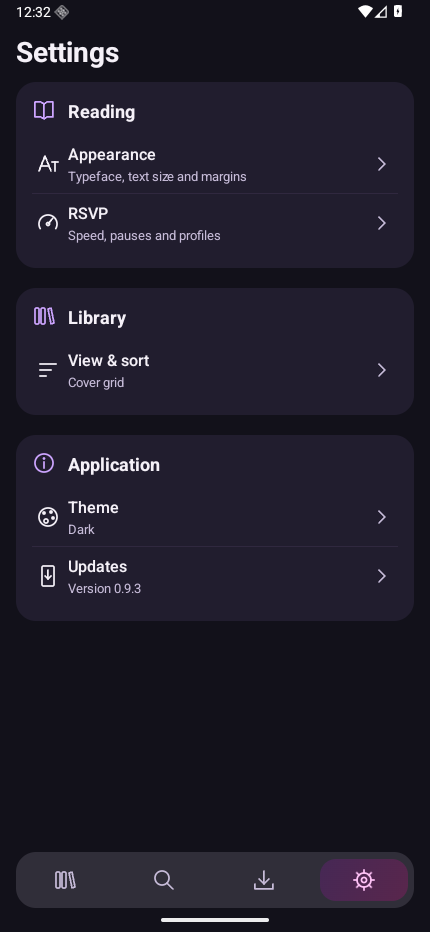 12:32
Settings
Reading
Appearance
Typeface, text size and margins
RSVP
Speed, pauses and profiles
Library
View & sort
Cover grid
Application
Theme
Dark
Updates
Version 0.9.3